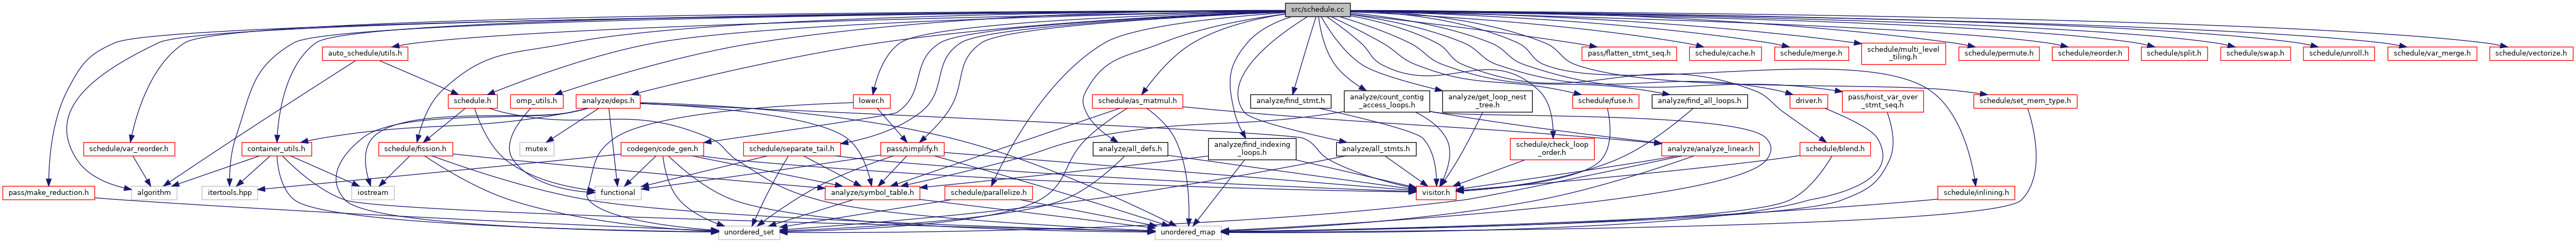 src/schedule.cc
auto_schedule/utils.h
pass/flatten_stmt_seq.h
schedule/cache.h
schedule/merge.h
schedule/multi_level
_tiling.h
schedule/permute.h
schedule/reorder.h
schedule/split.h
schedule/swap.h
schedule/unroll.h
schedule/var_merge.h
schedule/vectorize.h
schedule.h
omp_utils.h
analyze/deps.h
lower.h
schedule/as_matmul.h
analyze/find_stmt.h
analyze/count_contig
_access_loops.h
analyze/get_loop_nest
_tree.h
schedule/fuse.h
analyze/find_all_loops.h
driver.h
pass/hoist_var_over
_stmt_seq.h
schedule/set_mem_type.h
schedule/var_reorder.h
container_utils.h
schedule/fission.h
mutex
codegen/code_gen.h
schedule/separate_tail.h
pass/simplify.h
analyze/all_defs.h
analyze/find_indexing
_loops.h
analyze/all_stmts.h
schedule/check_loop
_order.h
analyze/analyze_linear.h
schedule/blend.h
pass/make_reduction.h
algorithm
itertools.hpp
iostream
functional
analyze/symbol_table.h
schedule/parallelize.h
visitor.h
schedule/inlining.h
unordered_set
unordered_map